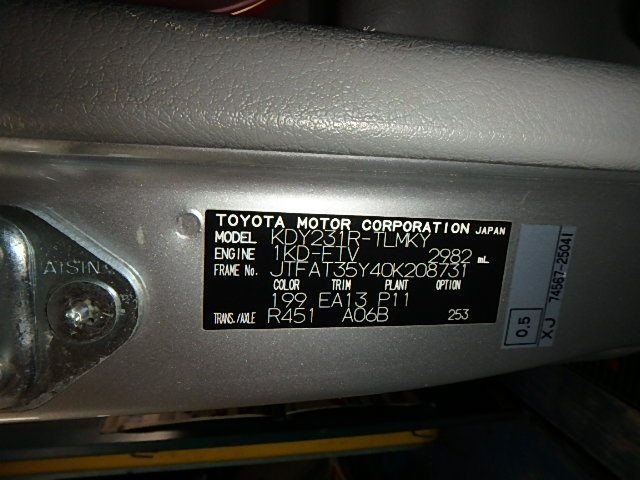 TOYOTA MOTOR CORPORATION JAPAN
MODEL KDY231R-TLMKY
ENGINE 1KD-FTV 2982 mL
FRAME No. JTFAT35Y40K208731
COLOR TRIM PLANT OPTION
199 EA13 P11
TRANS./AXLE R451 A06B 253
AISIN
0.5
XJ 74567-25041